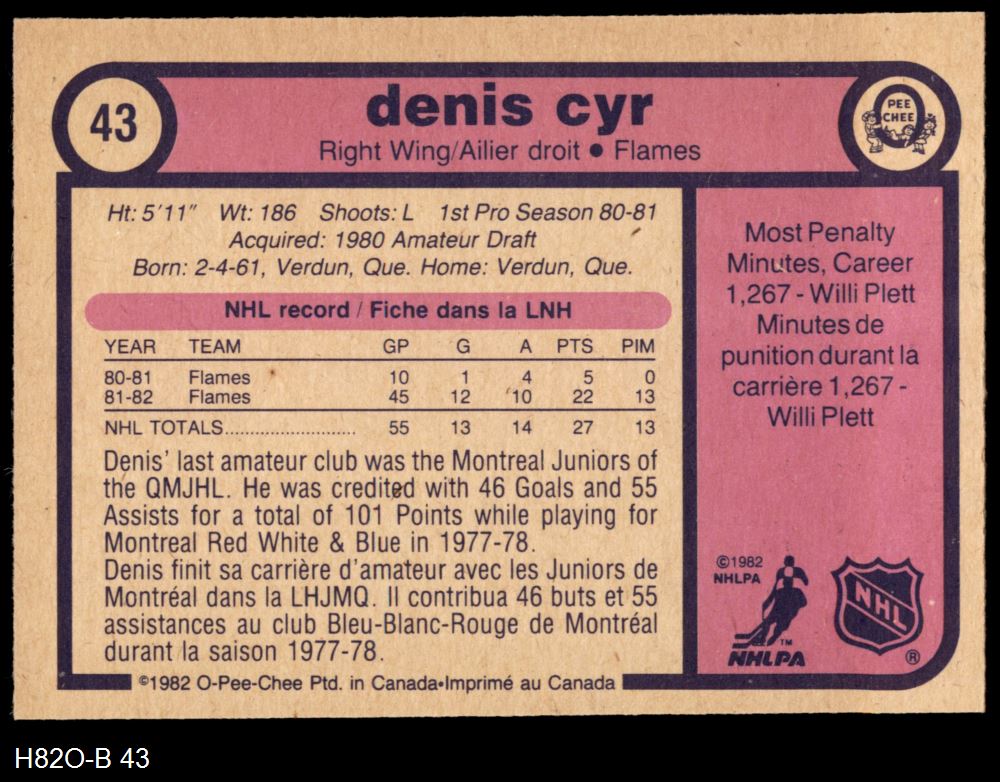 43
denis cyr
PEE
CHEE
Right Wing/Ailier droit • Flames
Ht: 5'11" Wt: 186 Shoots: L 1st Pro Season 80-81
Acquired: 1980 Amateur Draft
Born: 2-4-61, Verdun, Que. Home: Verdun, Que.
NHL record / Fiche dans la LNH
YEAR TEAM GP G A PTS PIM
80-81 Flames 10 1 4 5 0
81-82 Flames 45 12 10 22 13
NHL TOTALS............................ 55 13 14 27 13
Denis' last amateur club was the Montreal Juniors of
the QMJHL. He was credited with 46 Goals and 55
Assists for a total of 101 Points while playing for
Montreal Red White & Blue in 1977-78.
Denis finit sa carrière d'amateur avec les Juniors de
Montréal dans la LHJMQ. Il contribua 46 buts et 55
assistances au club Bleu-Blanc-Rouge de Montréal
durant la saison 1977-78.
©1982 O-Pee-Chee Ptd. in Canada•Imprimé au Canada
Most Penalty
Minutes, Career
1,267 - Willi Plett
Minutes de
punition durant la
carrière 1,267 -
Willi Plett
©1982
NHLPA
TM
NHLPA
NHL
®
H82O-B 43